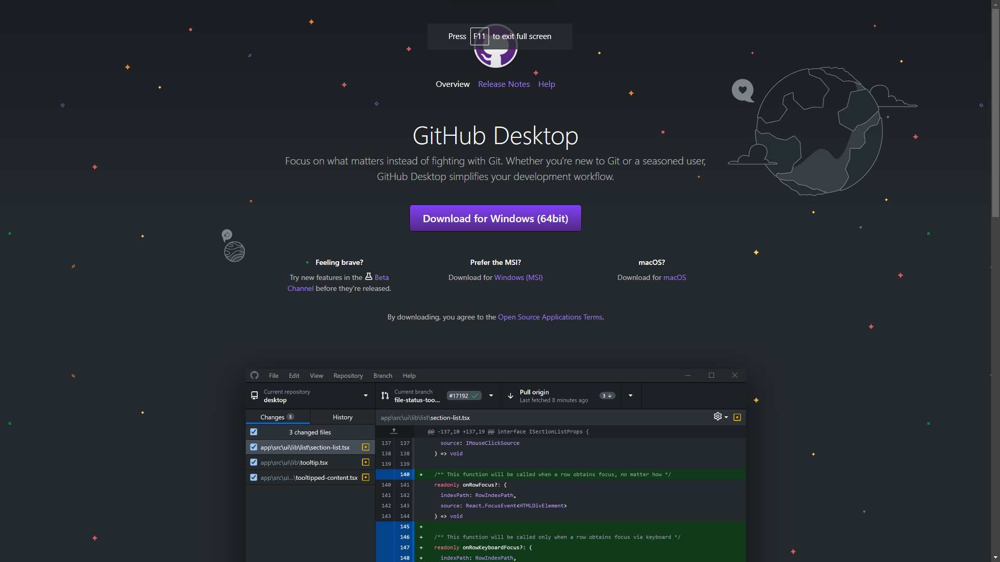 Press F11 to exit full screen
Overview Release Notes Help
GitHub Desktop
Focus on what matters instead of fighting with Git. Whether you're new to Git or a seasoned user,
GitHub Desktop simplifies your development workflow.
Download for Windows (64bit)
Feeling brave?
Try new features in the Beta
Channel before they're released.
Prefer the MSI?
Download for Windows (MSI)
macOS?
Download for macOS
By downloading, you agree to the Open Source Applications Terms.
File Edit View Repository Branch Help
Current repository
desktop
Current branch
file-status-too... #17192
Pull origin
Last fetched 8 minutes ago
3
Changes 3 History
3 changed files
app\src\ui\lib\list\section-list.tsx
app\src\ui\lib\tooltip.tsx
app\src\ui...\tooltipped-content.tsx
app\src\ui\lib\list\section-list.tsx
@@ -137,10 +137,19 @@ interface ISectionListProps {
137 137 source: IMouseClickSource
138 138 ) => void
139 139
140 + /** This function will be called when a row obtains focus, no matter how */
140 141 readonly onRowFocus?: (
141 142 indexPath: RowIndexPath,
142 143 source: React.FocusEvent<HTMLDivElement>
143 144 ) => void
145 +
146 + /** This function will be called only when a row obtains focus via keyboard */
147 + readonly onRowKeyboardFocus?: (
148 + indexPath: RowIndexPath,